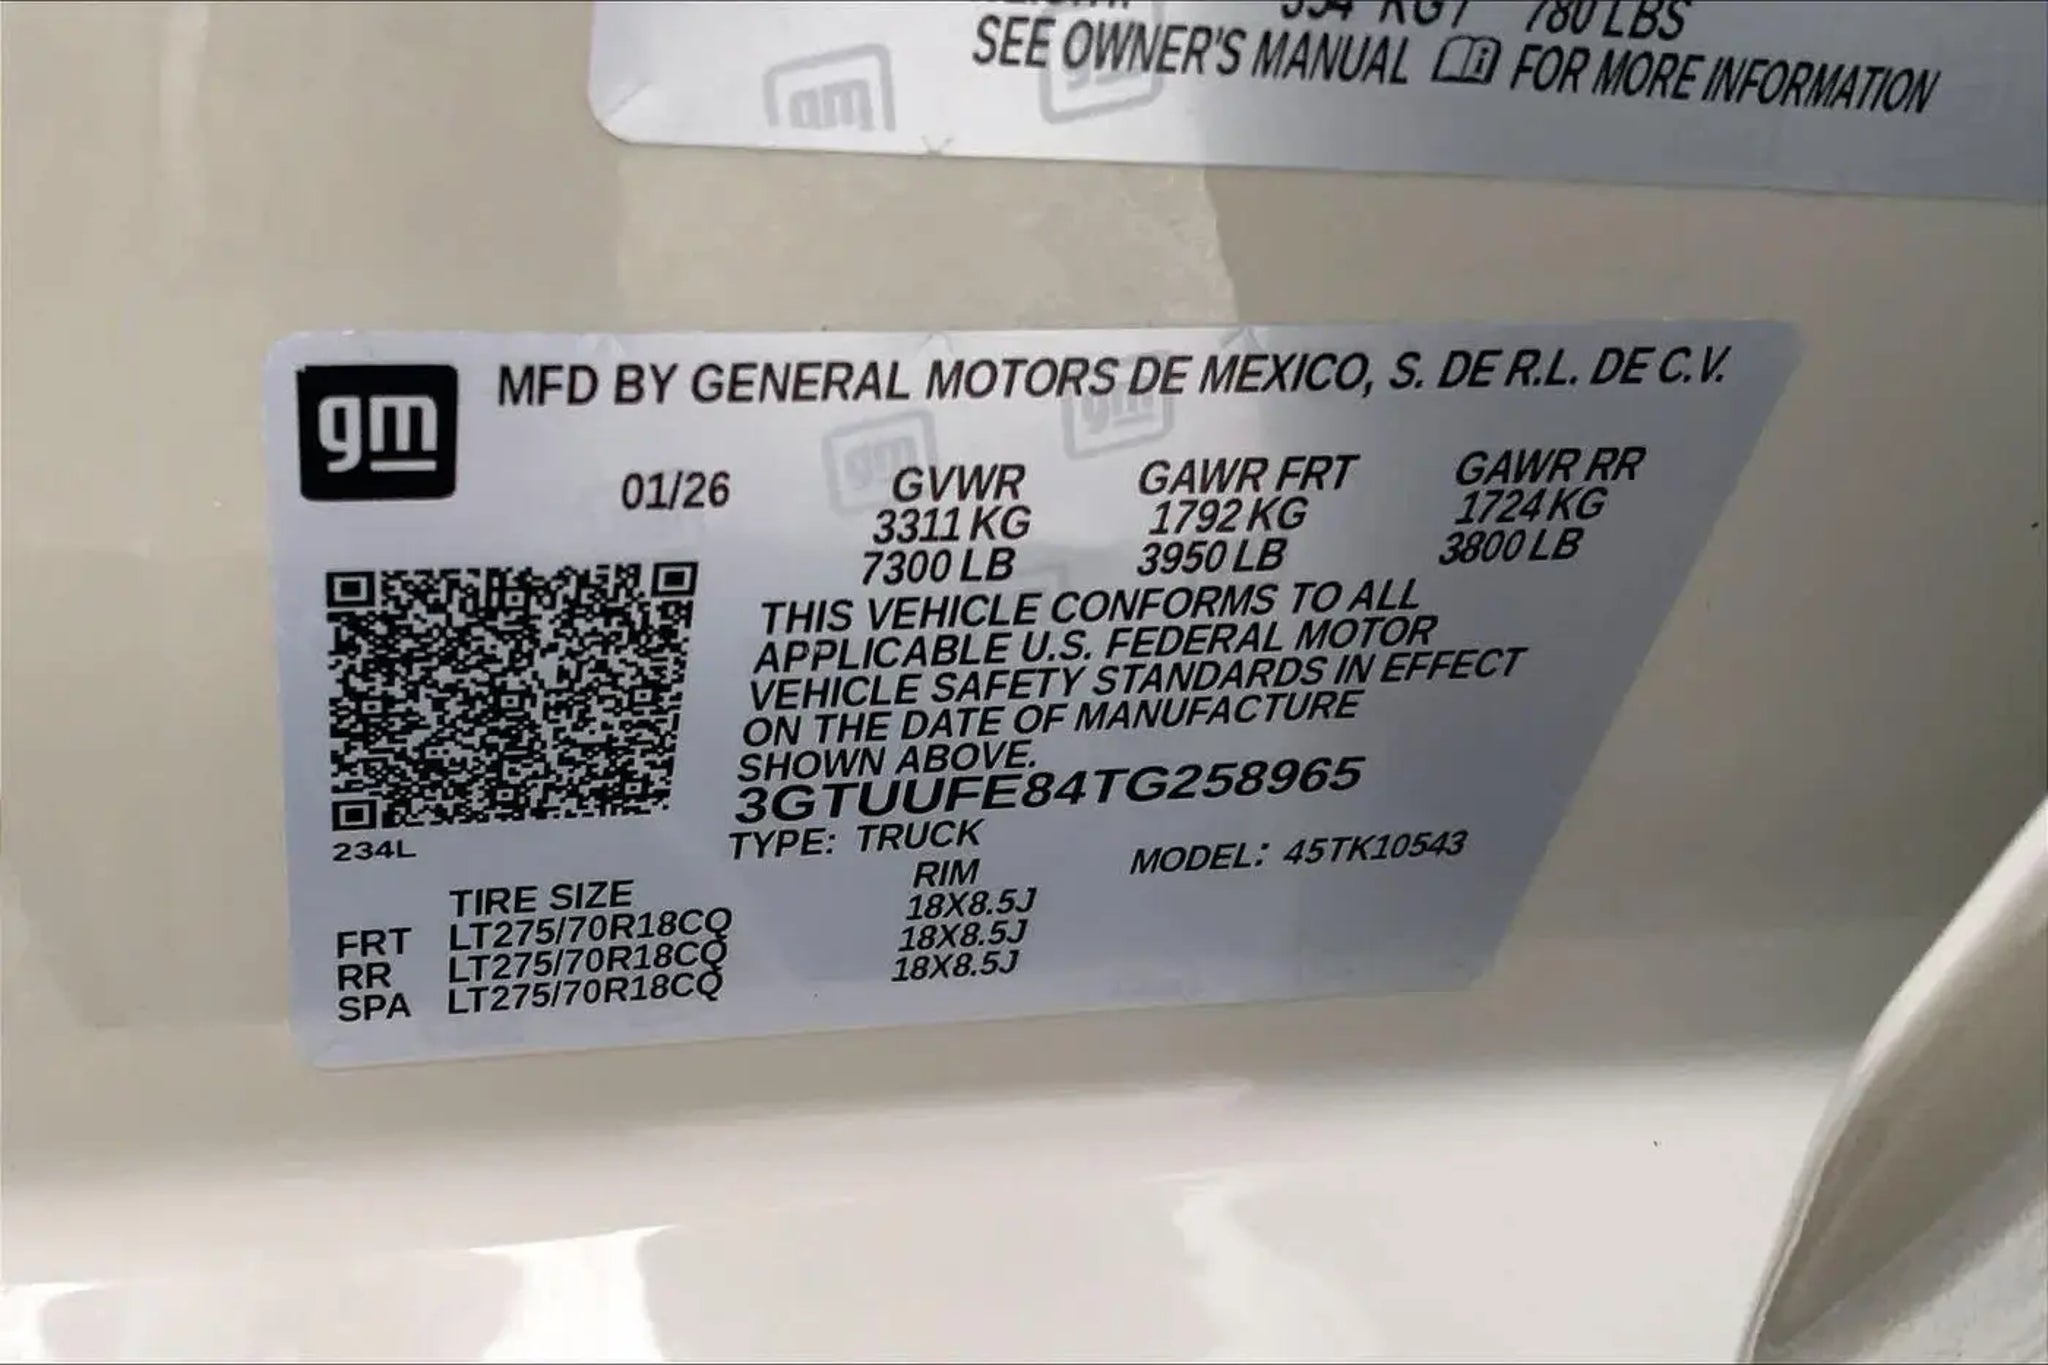 354 KG / 780 LBS
SEE OWNER'S MANUAL FOR MORE INFORMATION
gm
MFD BY GENERAL MOTORS DE MEXICO, S. DE R.L. DE C.V.
01/26 GVWR GAWR FRT GAWR RR
3311 KG 1792 KG 1724 KG
7300 LB 3950 LB 3800 LB
THIS VEHICLE CONFORMS TO ALL
APPLICABLE U.S. FEDERAL MOTOR
VEHICLE SAFETY STANDARDS IN EFFECT
ON THE DATE OF MANUFACTURE
SHOWN ABOVE.
3GTUUFE84TG258965
234L
TYPE: TRUCK MODEL: 45TK10543
TIRE SIZE RIM
FRT LT275/70R18CQ 18X8.5J
RR LT275/70R18CQ 18X8.5J
SPA LT275/70R18CQ 18X8.5J